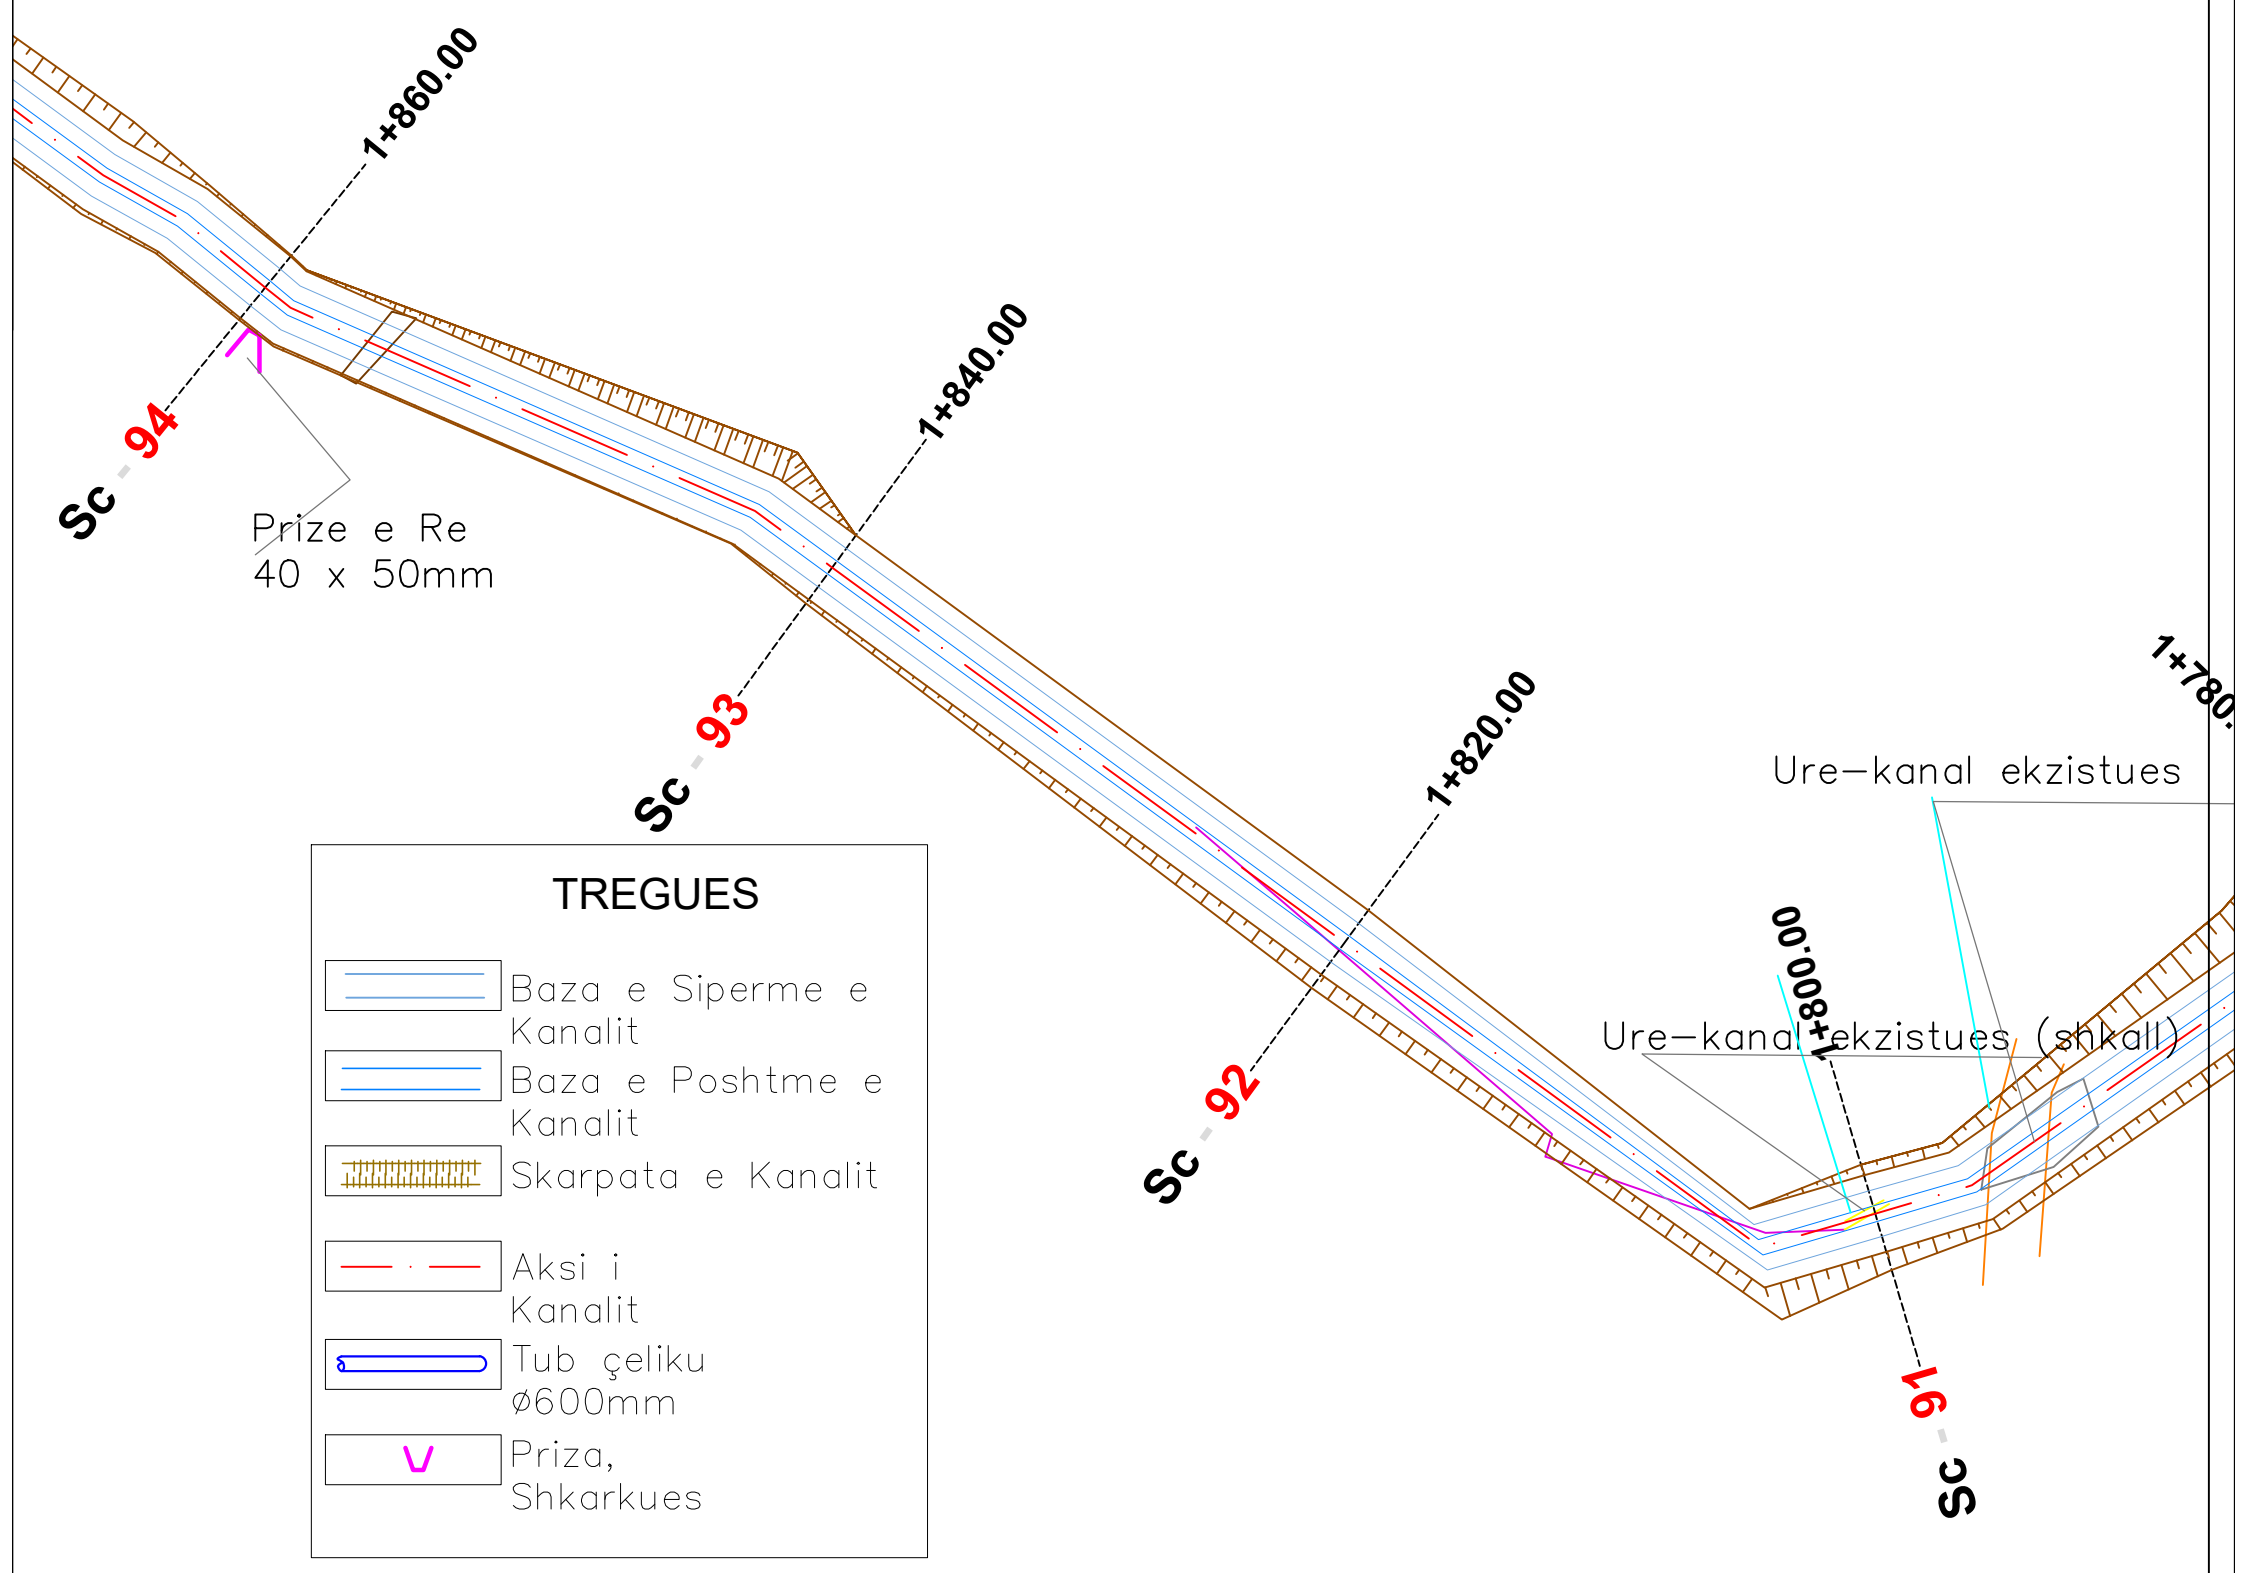 1+860.00
Sc - 94
Prize e Re
40 x 50mm
1+840.00
Sc - 93
1+820.00
Sc - 92
1+780.
Ure-kanal ekzistues
1+800.00
Ure-kanal ekzistues (shkall)
Sc - 91
TREGUES
Baza e Siperme e
Kanalit
Baza e Poshtme e
Kanalit
Skarpata e Kanalit
Aksi i
Kanalit
Tub çeliku
ø600mm
Priza,
Shkarkues